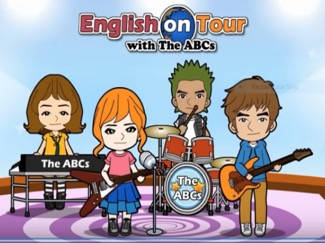 English on Tour
with The ABCs
The ABCs
The
ABCs